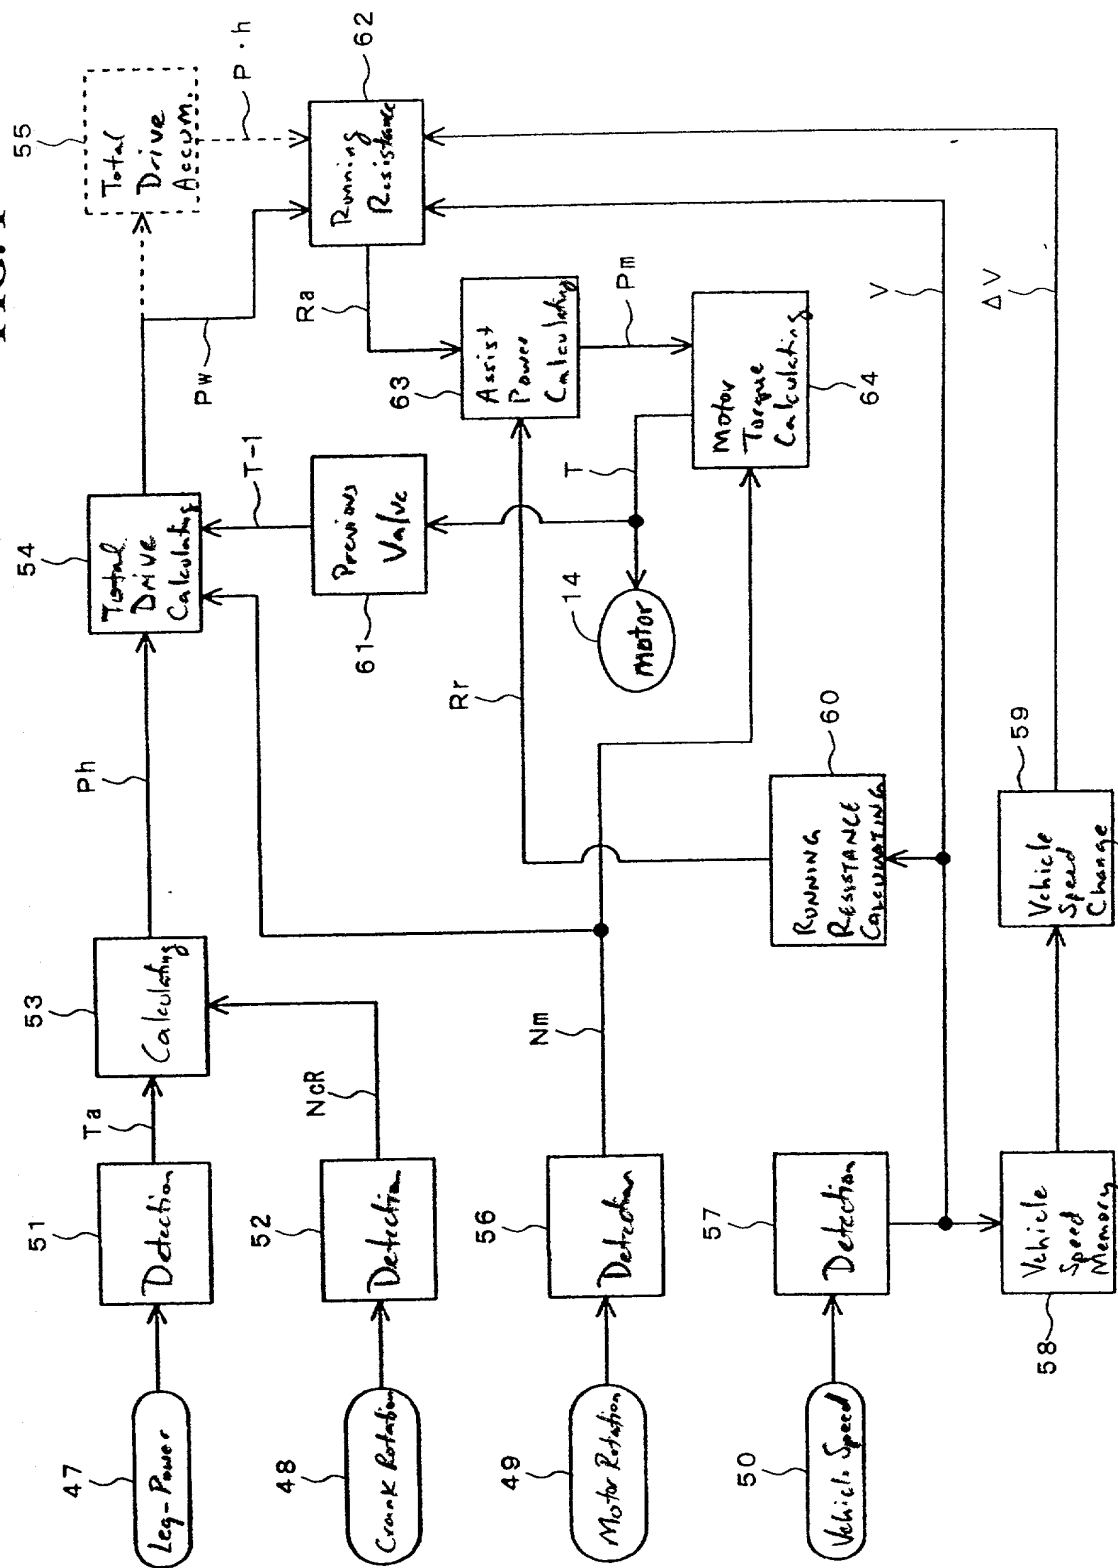 FIG. 1
47
Leg-Power
51
Detection
Ta
53
Calculating
Ph
54
Total
Drive
Calculating
PW
55
Total
Drive
Accum.
P・h
62
Running
Resistance
48
Crank Rotation
52
Detection
NcR
T-1
61
Previous
Value
Ra
63
Assist
Power
Calculating
Pm
49
Motor Rotation
56
Detection
Nm
Rr
14
Motor
T
Motor
Torque
Calculating
64
50
Vehicle Speed
57
Detection
60
RUNNING
RESISTANCE
CALCULATING
V
58
Vehicle
Speed
Memory
59
Vehicle
Speed
Change
ΔV